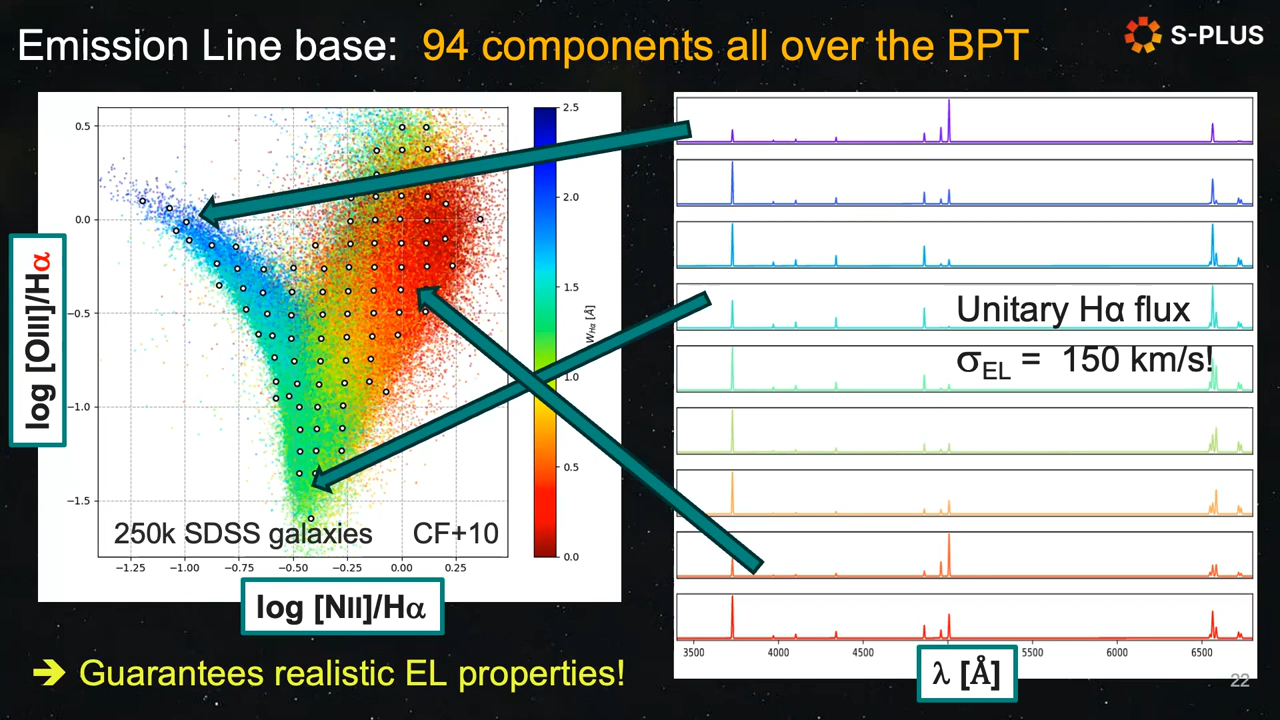 Emission Line base: 94 components all over the BPT
S-PLUS
0.5
0.0
−0.5
−1.0
−1.5
−1.25
−1.00
−0.75
−0.50
−0.25
0.00
0.25
log [OIII]/Hα
log [NII]/Hα
250k SDSS galaxies
CF+10
2.5
2.0
1.5
1.0
0.5
0.0
W_Hα [Å]
Unitary Hα flux
σ_EL = 150 km/s!
3500
4000
4500
5500
6000
6500
λ [Å]
➔ Guarantees realistic EL properties!
22